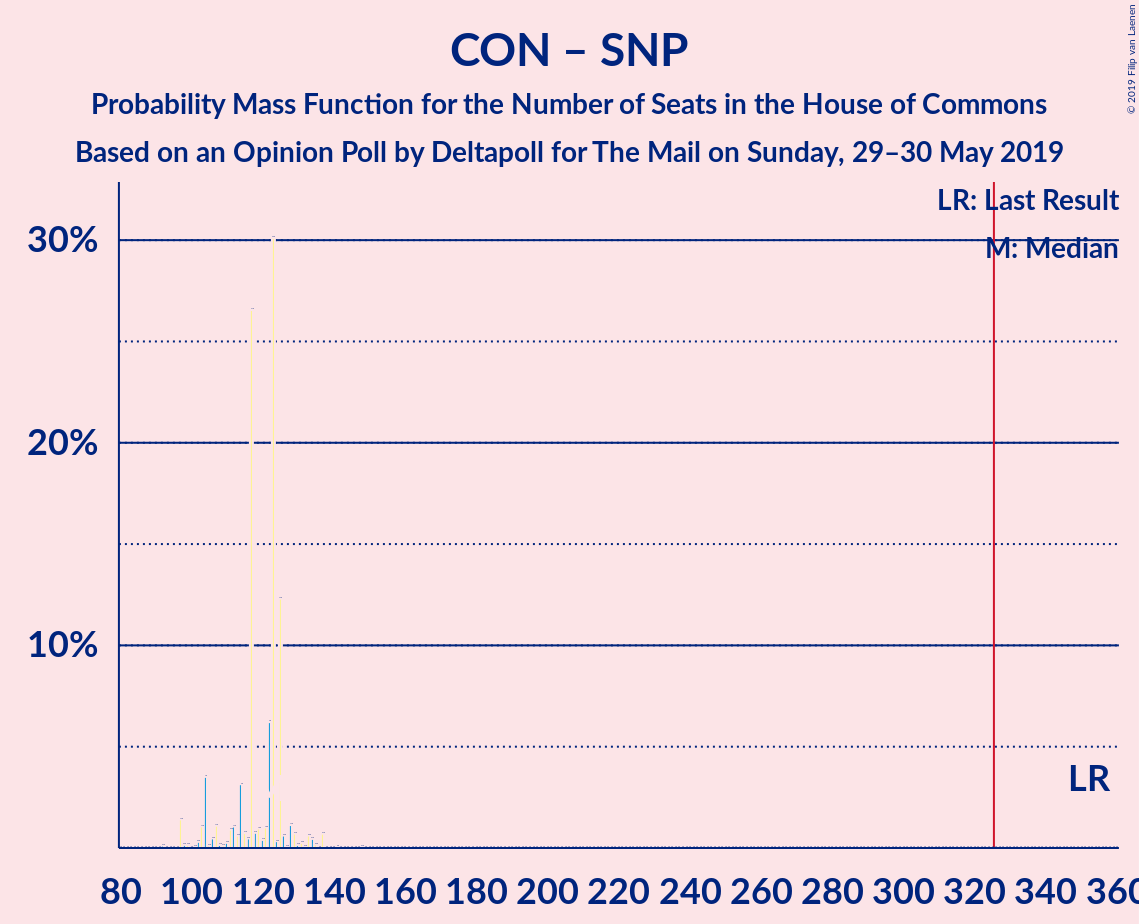 CON – SNP
Probability Mass Function for the Number of Seats in the House of Commons
Based on an Opinion Poll by Deltapoll for The Mail on Sunday, 29–30 May 2019
© 2019 Filip van Laenen
LR: Last Result
M: Median
30%
20%
10%
LR
80 100 120 140 160 180 200 220 240 260 280 300 320 340 360